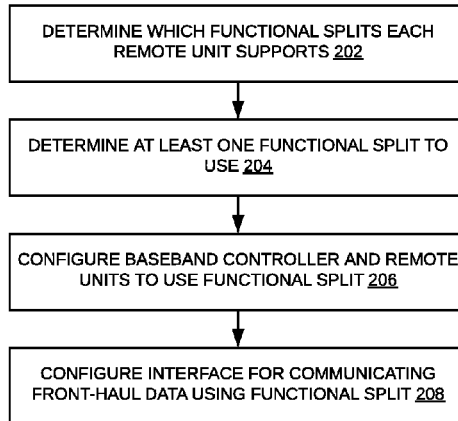 DETERMINE WHICH FUNCTIONAL SPLITS EACH
REMOTE UNIT SUPPORTS 202
DETERMINE AT LEAST ONE FUNCTIONAL SPLIT TO
USE 204
CONFIGURE BASEBAND CONTROLLER AND REMOTE
UNITS TO USE FUNCTIONAL SPLIT 206
CONFIGURE INTERFACE FOR COMMUNICATING
FRONT-HAUL DATA USING FUNCTIONAL SPLIT 208